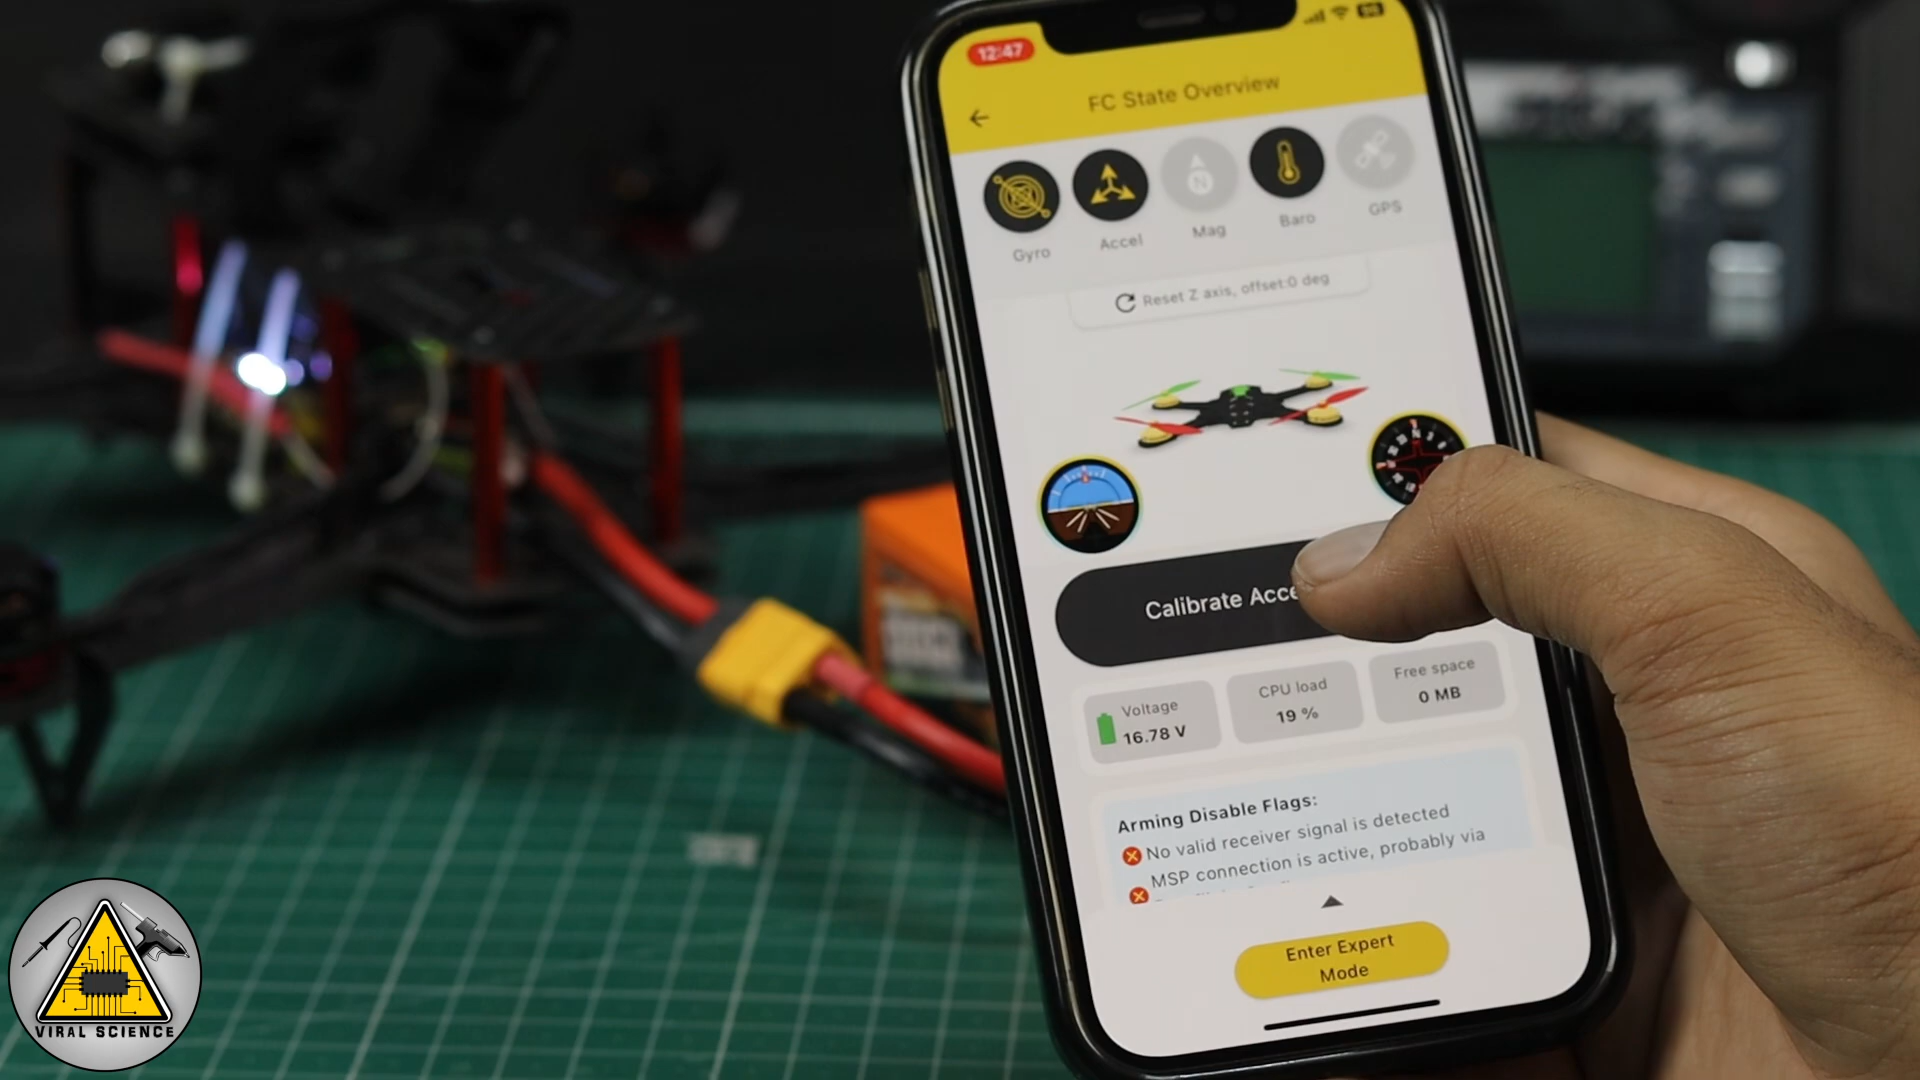 12:47
FC State Overview
Gyro
Accel
Mag
Baro
GPS
Reset Z axis, offset:0 deg
Calibrate Acce
Voltage
16.78 V
CPU load
19 %
Free space
0 MB
Arming Disable Flags:
No valid receiver signal is detected
MSP connection is active, probably via
Enter Expert
Mode
VIRAL SCIENCE